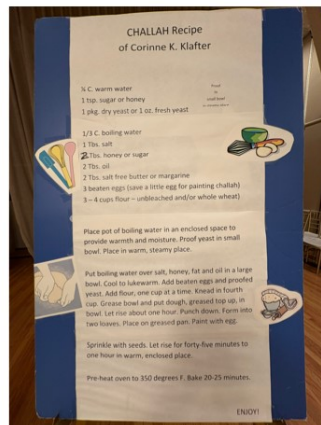 CHALLAH Recipe
of Corinne K. Klafter
C. warm water
1 tsp. sugar or honey
1 pkg. dry yeast or 1 oz. fresh yeast
Proof
in
small bowl
1/3 C. boiling water
1 Tbs. salt
2 Tbs. honey or sugar
2 Tbs. oil
2 Tbs. salt free butter or margarine
3 beaten eggs (save a little egg for painting challah)
3 – 4 cups flour – unbleached and/or whole wheat)
Place pot of boiling water in an enclosed space to
provide warmth and moisture. Proof yeast in small
bowl. Place in warm, steamy place.
Put boiling water over salt, honey, fat and oil in a large
bowl. Cool to lukewarm. Add beaten eggs and proofed
yeast. Add flour, one cup at a time. Knead in fourth
cup. Grease bowl and put dough, greased top up, in
bowl. Let rise about one hour. Punch down. Form into
two loaves. Place on greased pan. Paint with egg.
Sprinkle with seeds. Let rise for forty-five minutes to
one hour in warm, enclosed place.
Pre-heat oven to 350 degrees F. Bake 20-25 minutes.
ENJOY!